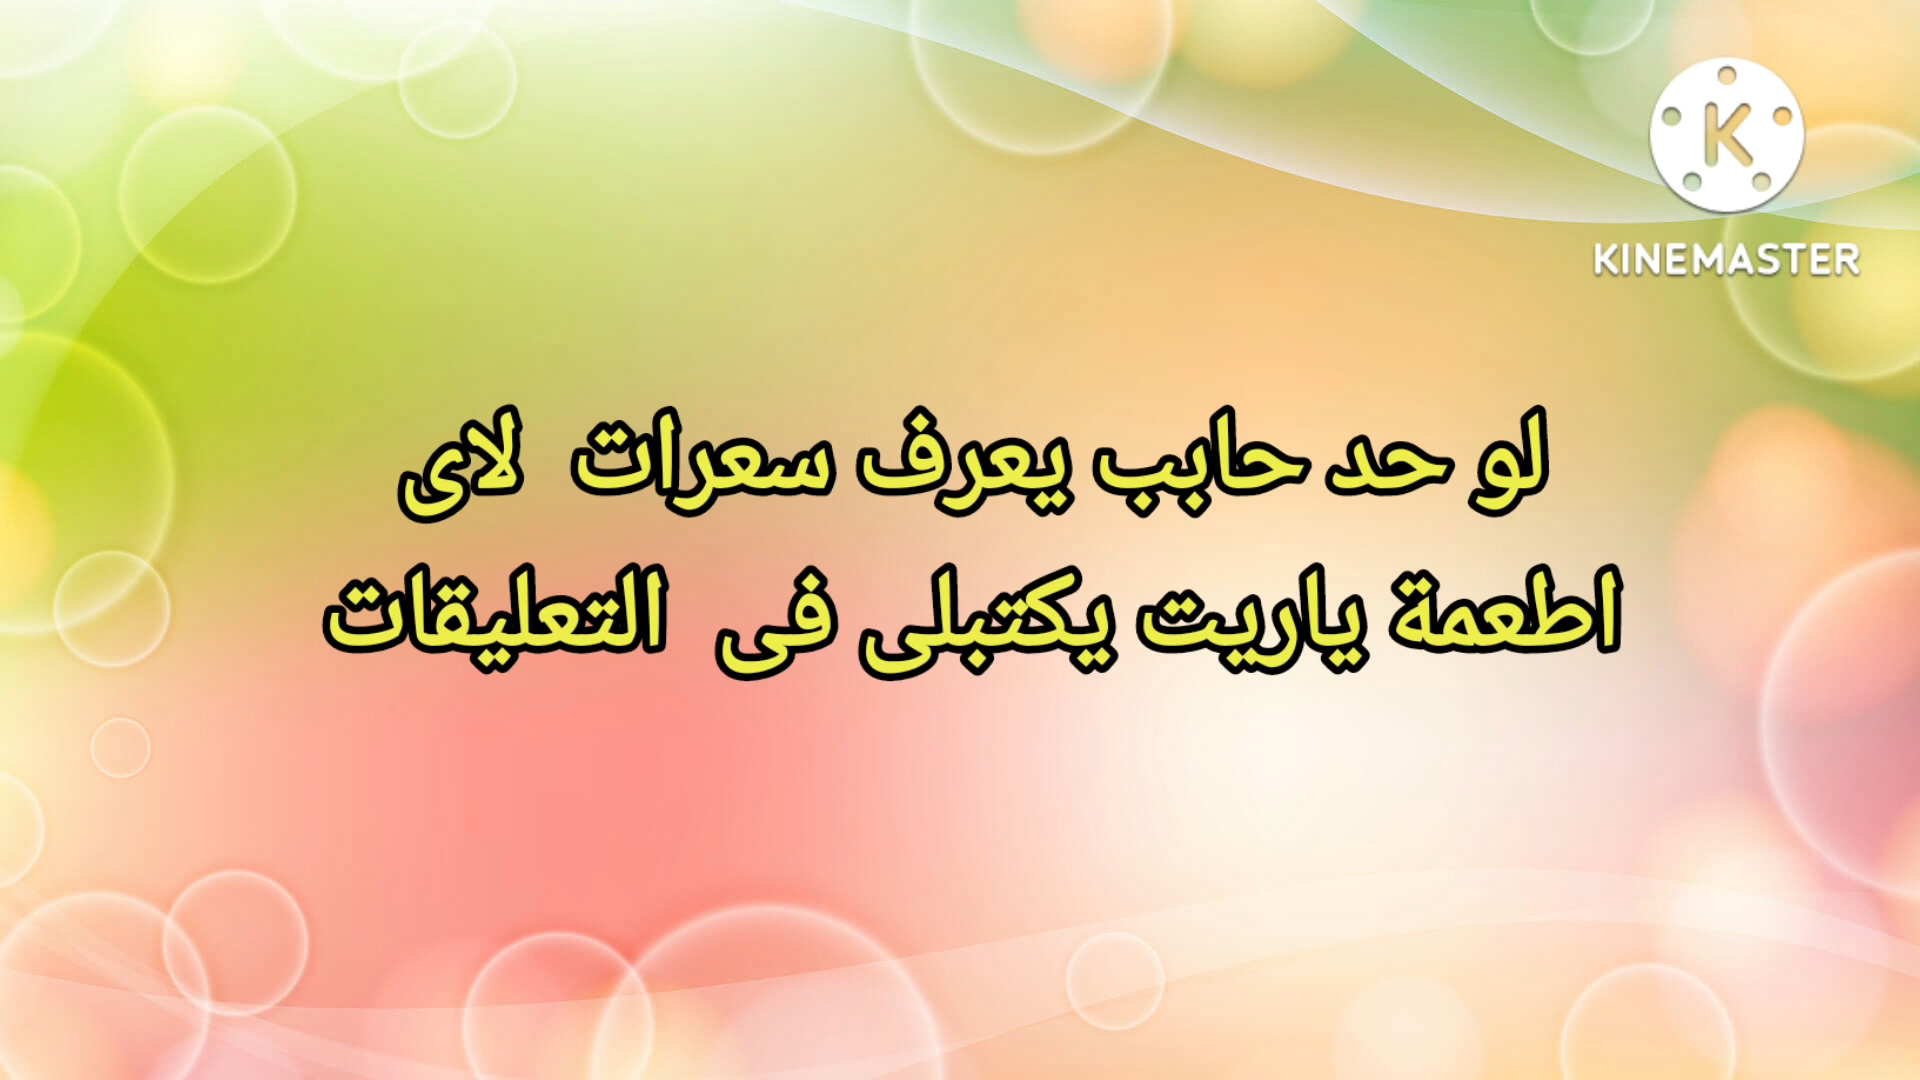 KINEMASTER
لو حد حابب يعرف سعرات لاى
اطعمة ياريت يكتبلى فى التعليقات